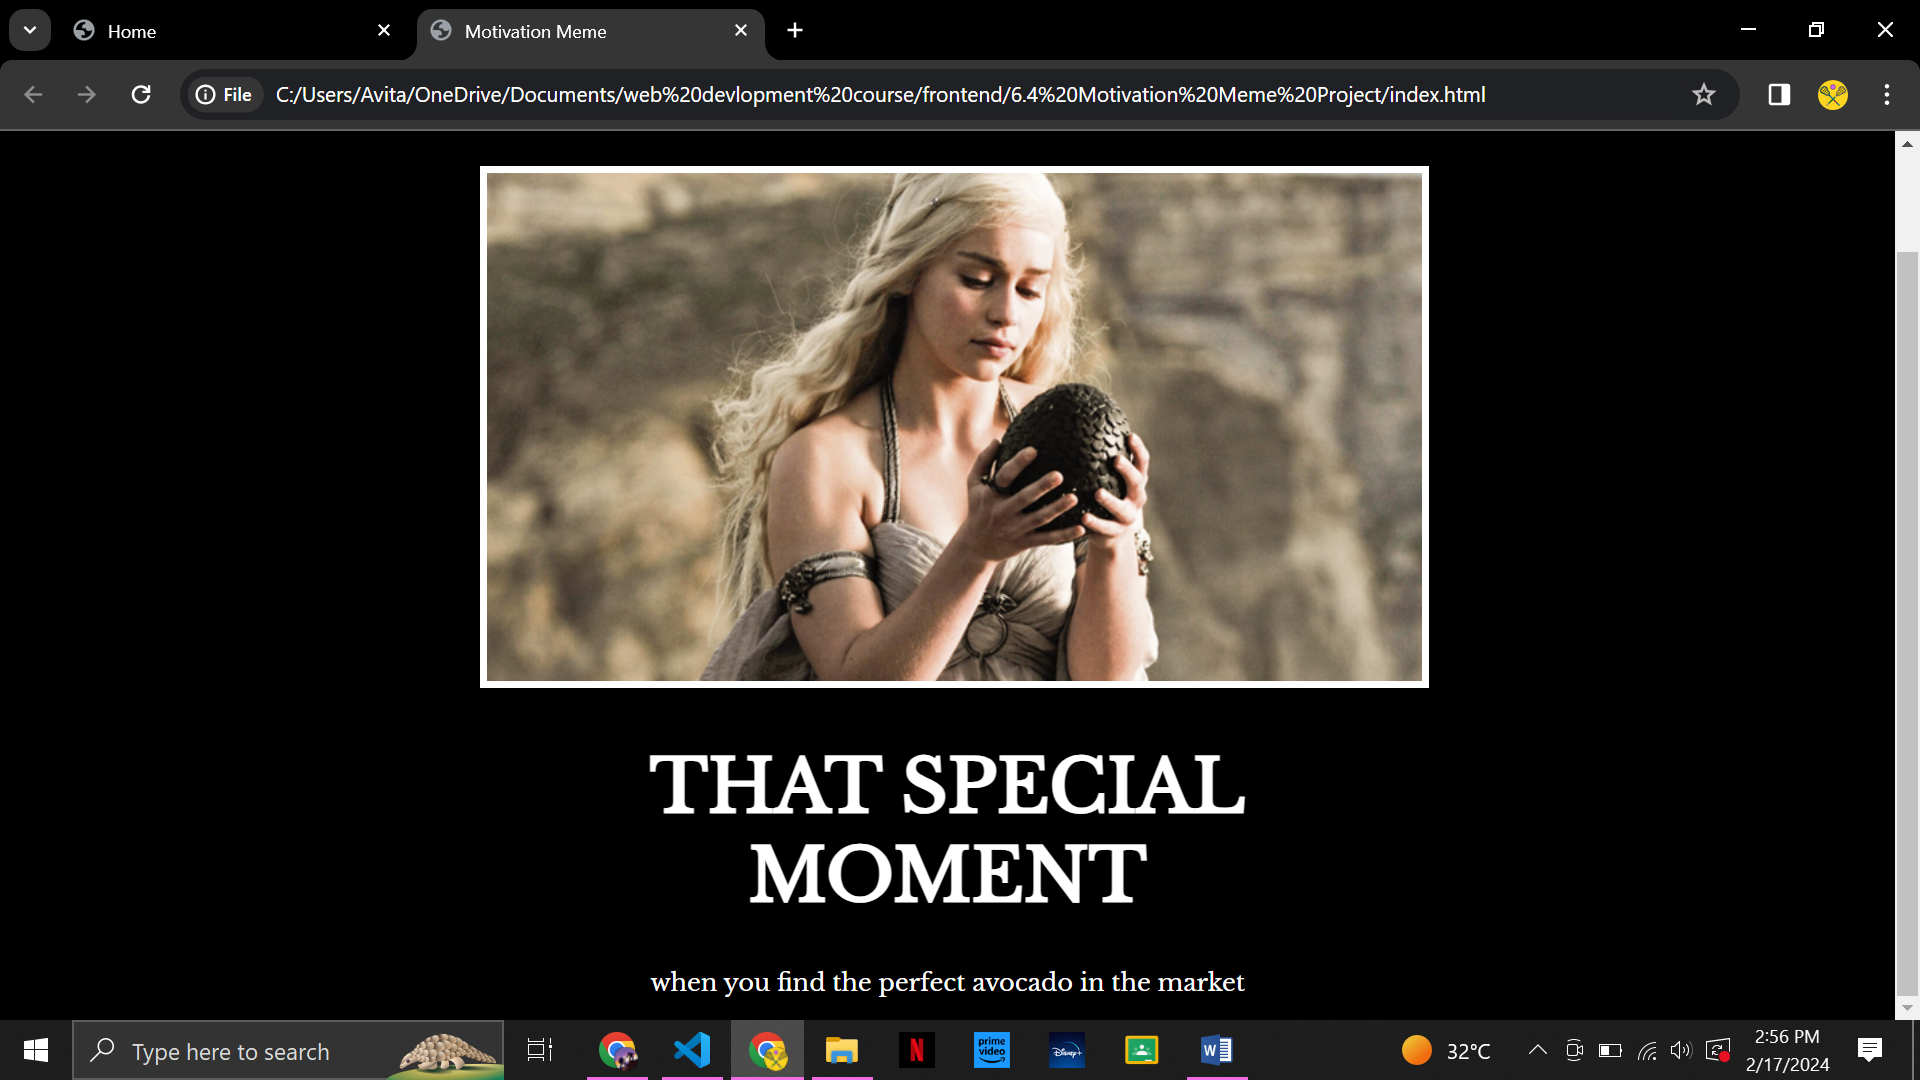 Home
Motivation Meme
File
C:/Users/Avita/OneDrive/Documents/web%20devlopment%20course/frontend/6.4%20Motivation%20Meme%20Project/index.html
THAT SPECIAL
MOMENT
when you find the perfect avocado in the market
Type here to search
N
prime
video
Disney+
W
32°C
2:56 PM
2/17/2024